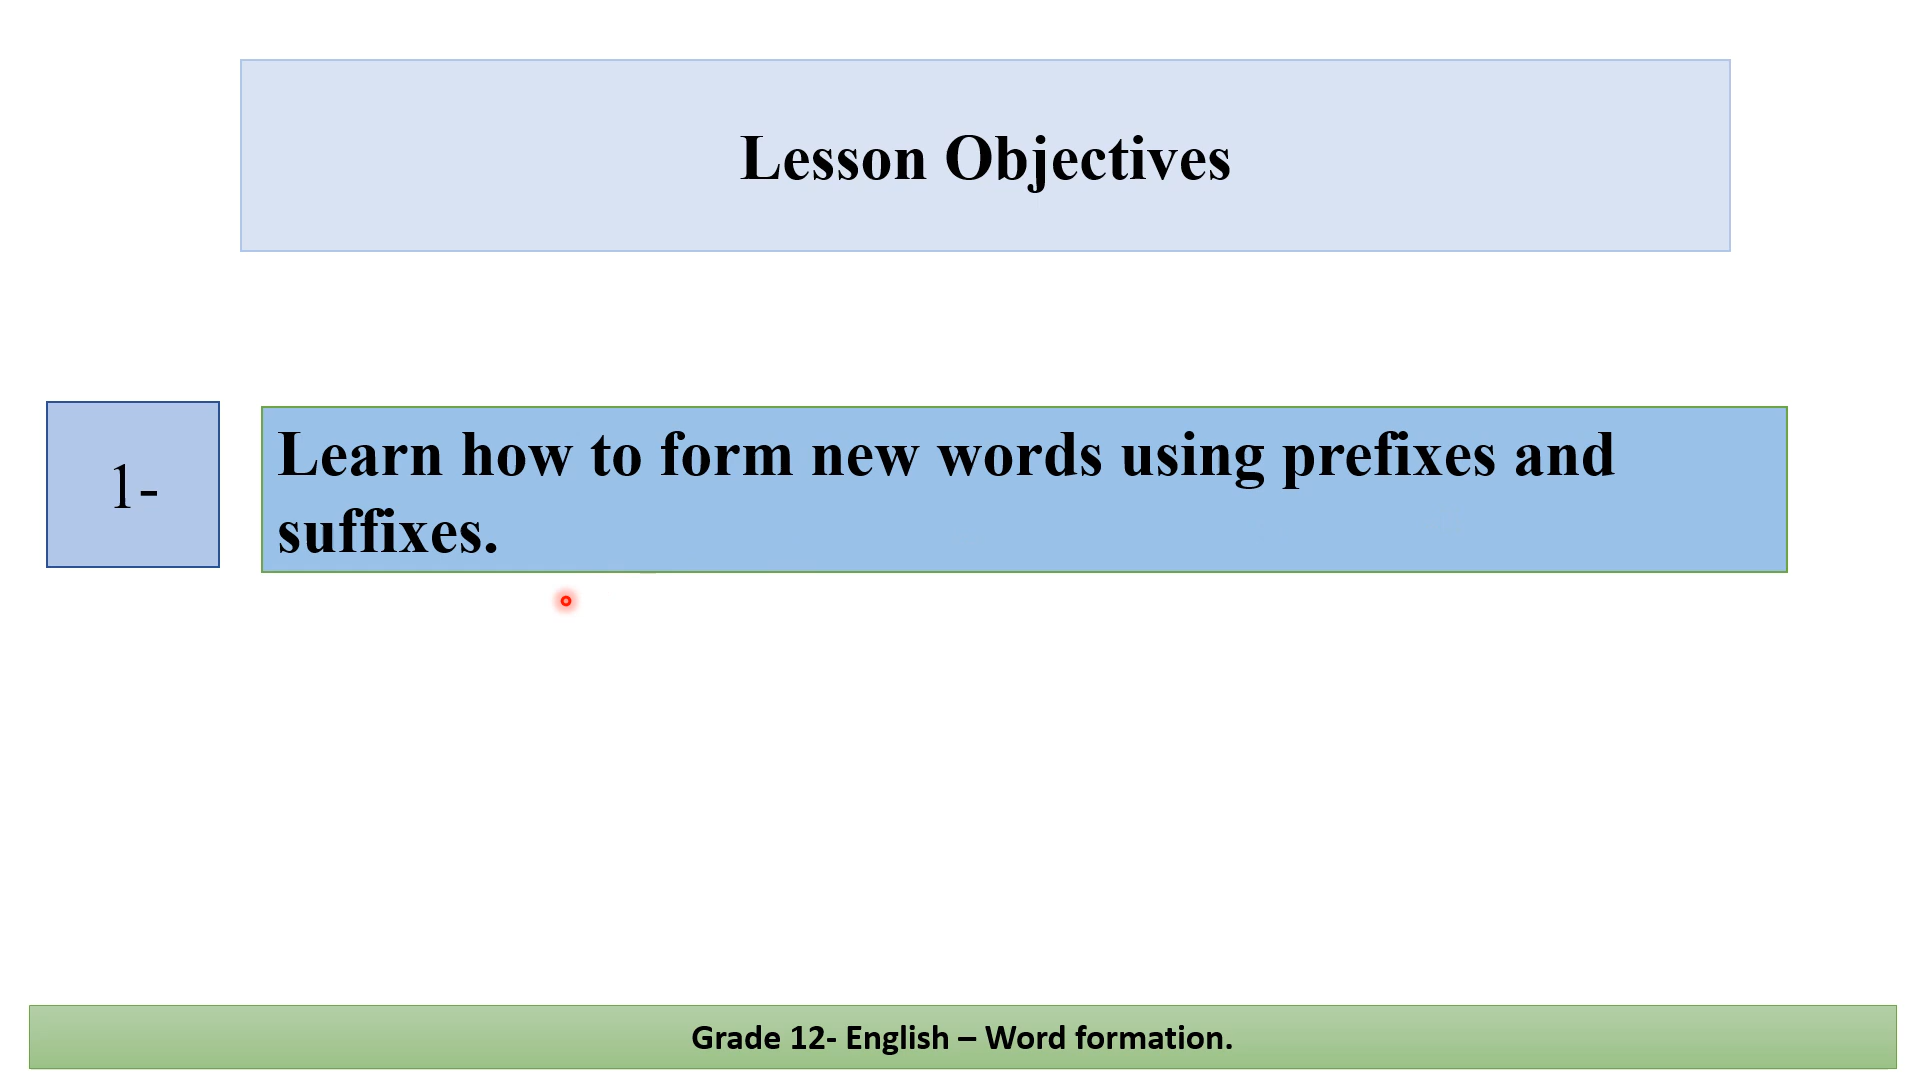 Lesson Objectives
1-
Learn how to form new words using prefixes and
suffixes.
Grade 12- English – Word formation.